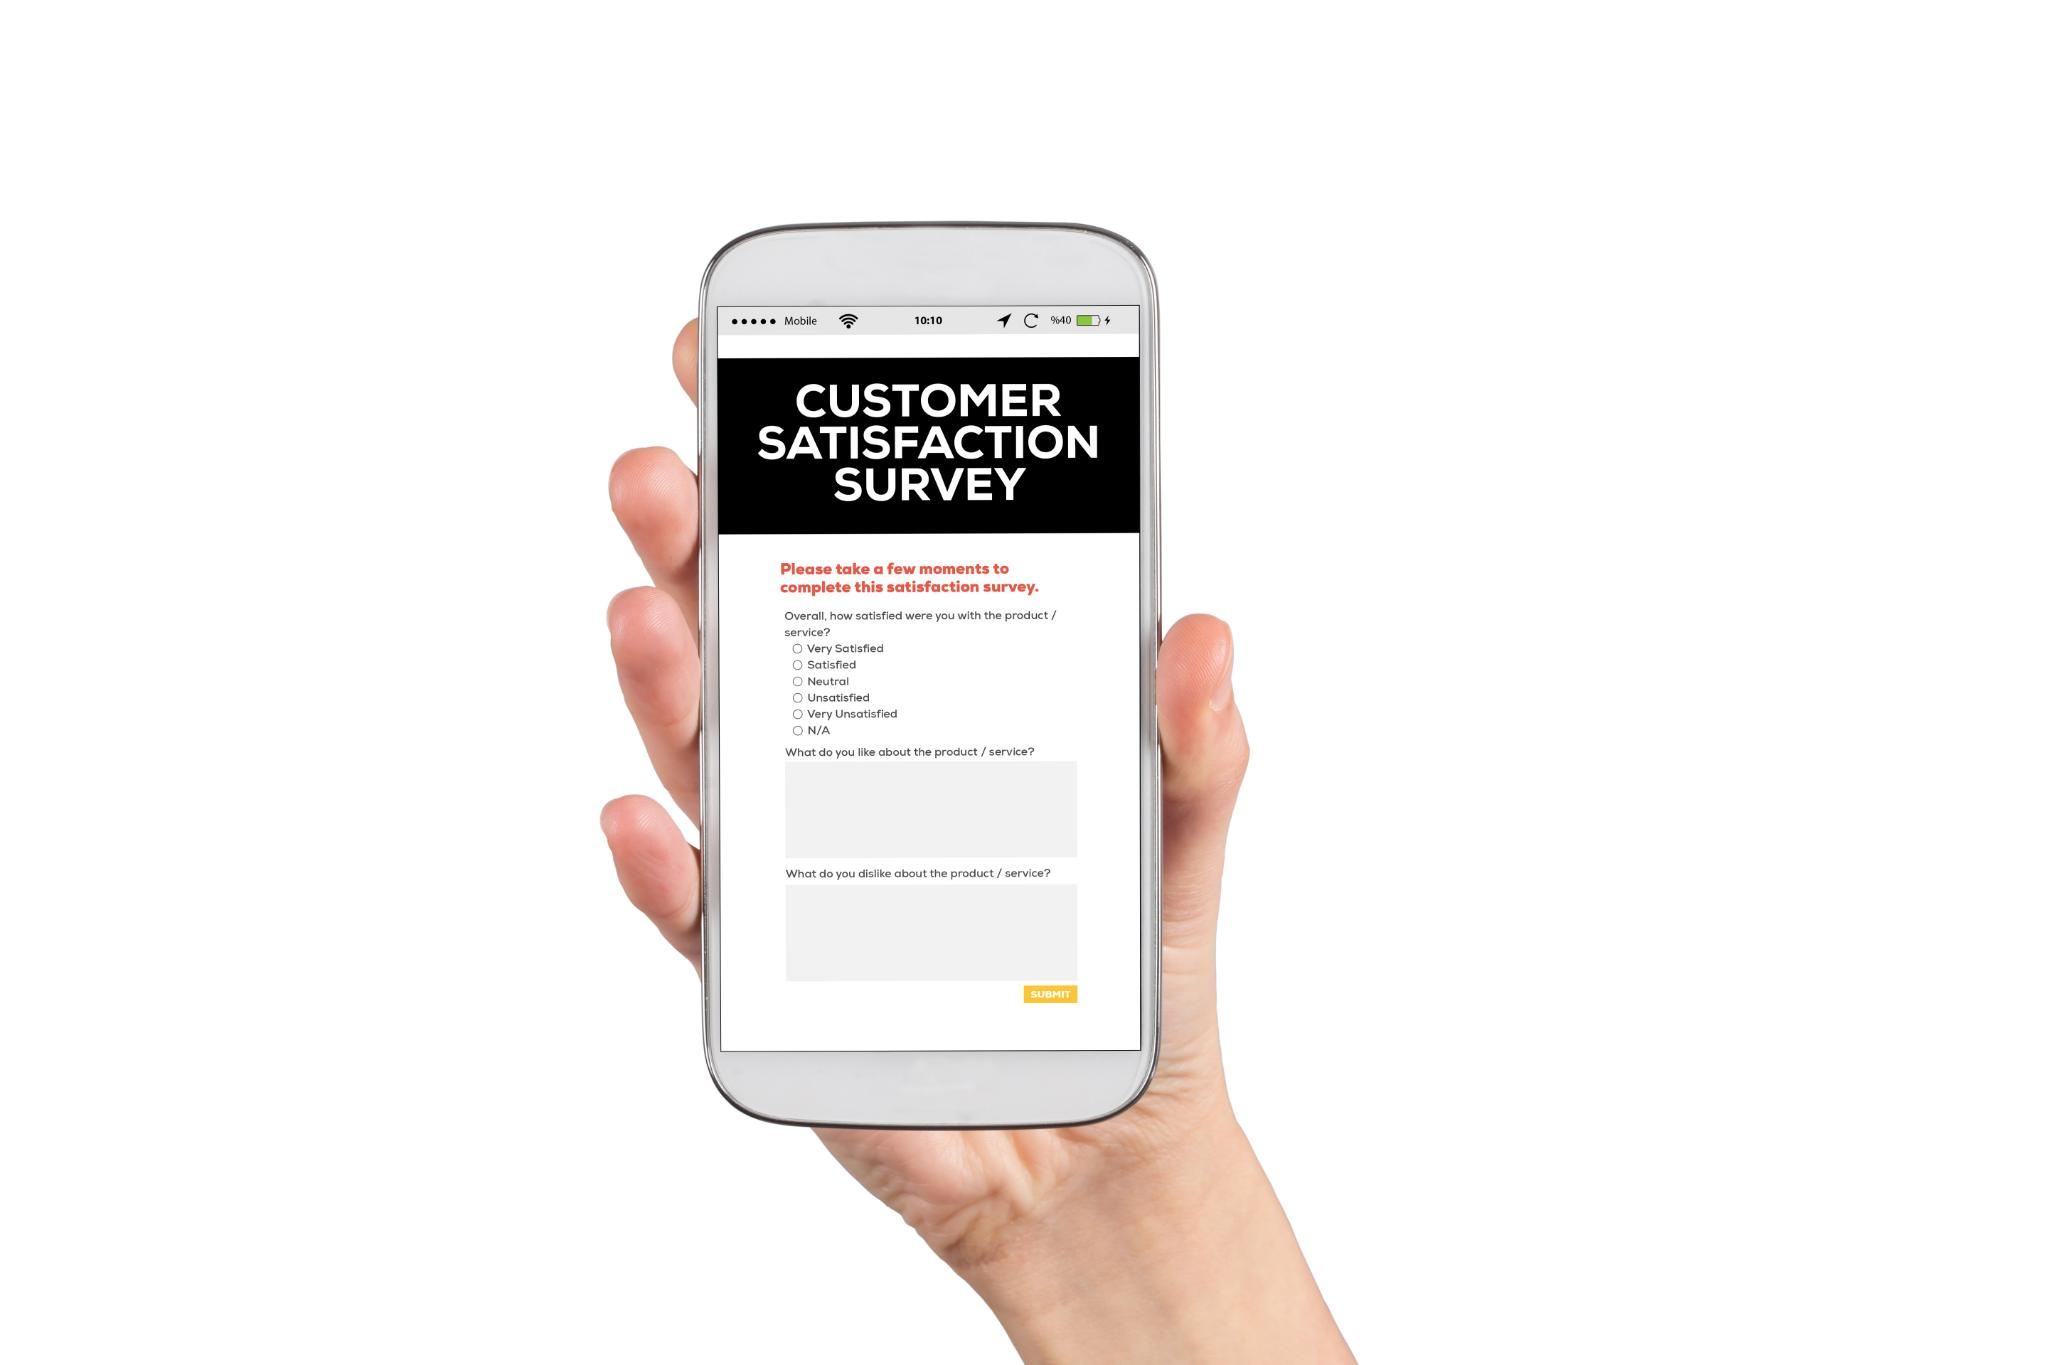 Mobile 10:10 %40
CUSTOMER
SATISFACTION
SURVEY
Please take a few moments to
complete this satisfaction survey.
Overall, how satisfied were you with the product /
service?
Very Satisfied
Satisfied
Neutral
Unsatisfied
Very Unsatisfied
N/A
What do you like about the product / service?
What do you dislike about the product / service?
SUBMIT